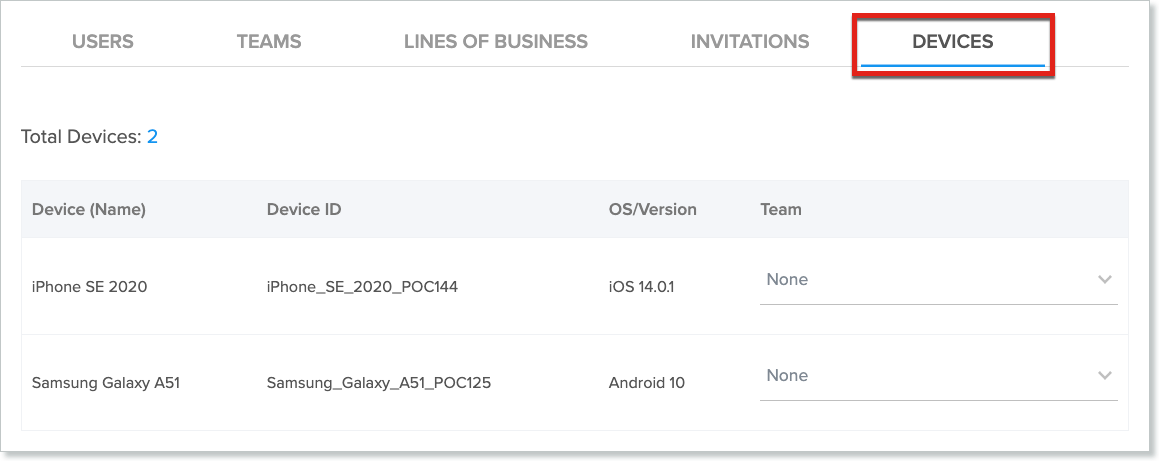 USERS TEAMS LINES OF BUSINESS INVITATIONS DEVICES
Total Devices: 2
Device (Name) Device ID OS/Version Team
iPhone SE 2020 iPhone_SE_2020_POC144 iOS 14.0.1 None
Samsung Galaxy A51 Samsung_Galaxy_A51_POC125 Android 10 None